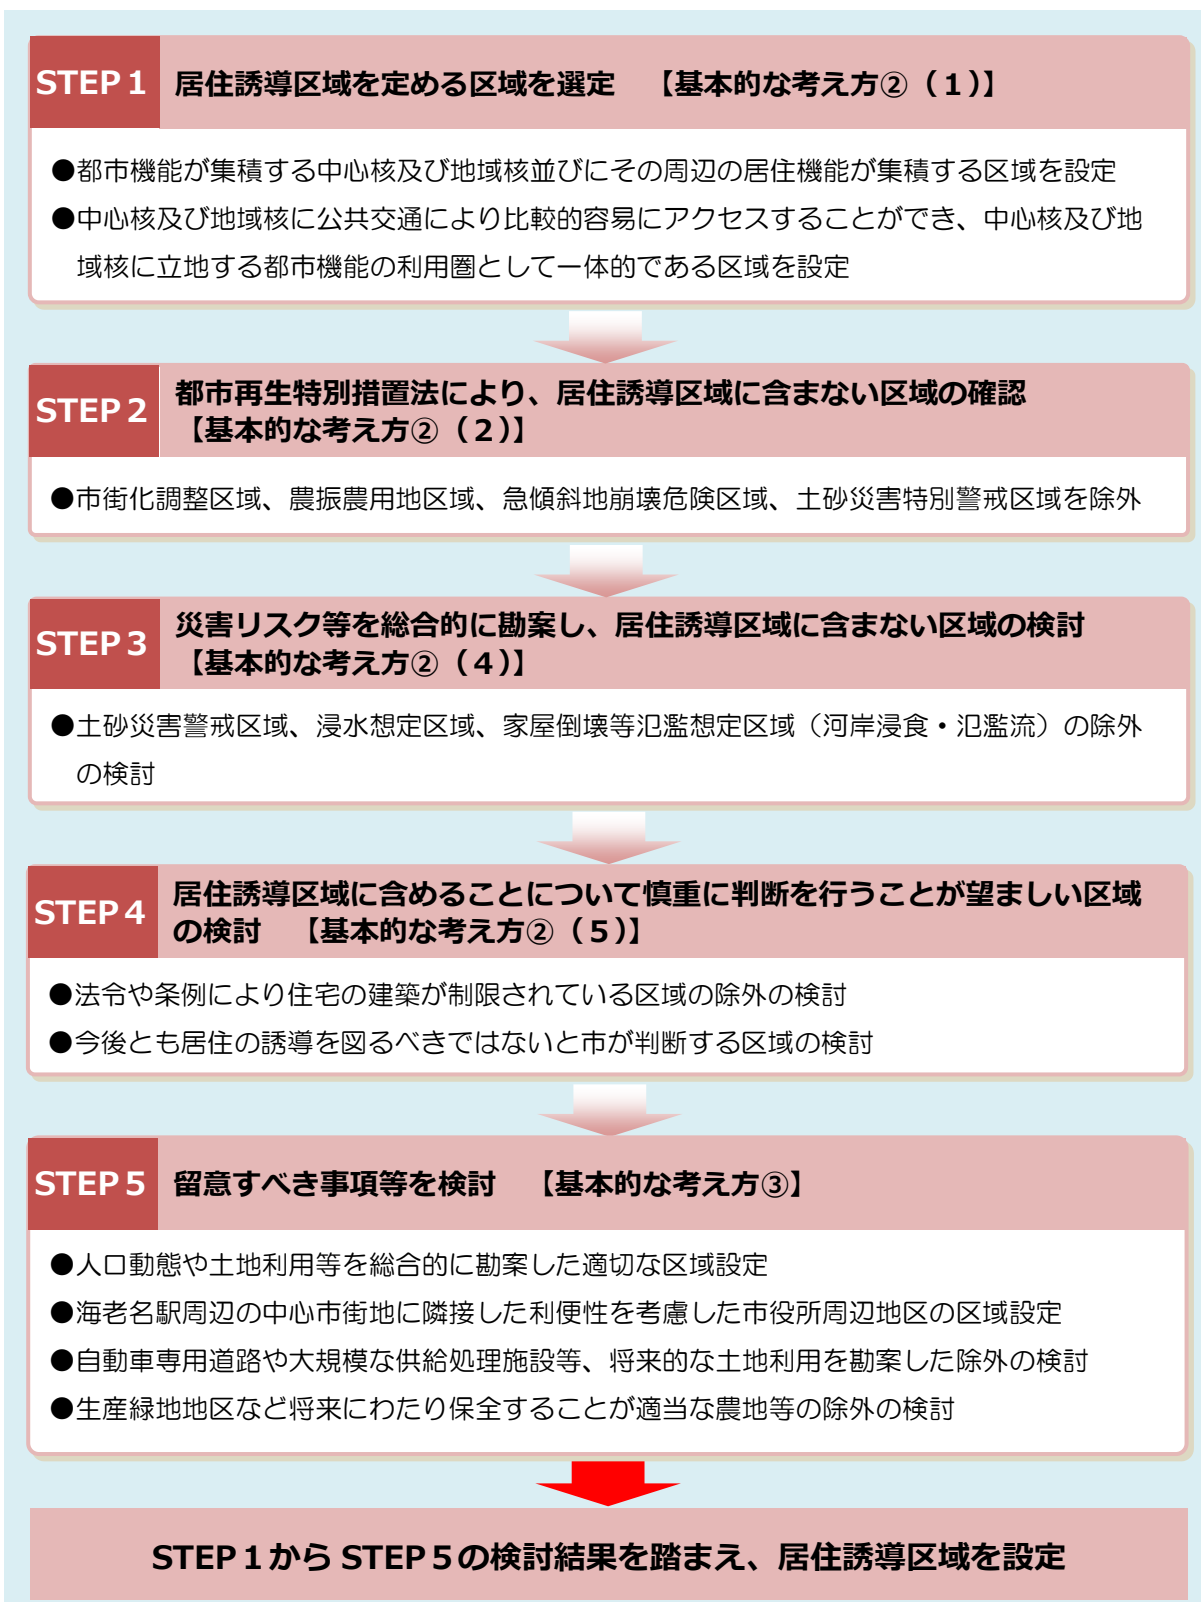 STEP１ 居住誘導区域を定める区域を選定 【基本的な考え方②（１）】
●都市機能が集積する中心核及び地域核並びにその周辺の居住機能が集積する区域を設定
●中心核及び地域核に公共交通により比較的容易にアクセスすることができ、中心核及び地
域核に立地する都市機能の利用圏として一体的である区域を設定
STEP２ 都市再生特別措置法により、居住誘導区域に含まない区域の確認
【基本的な考え方②（２）】
●市街化調整区域、農振農用地区域、急傾斜地崩壊危険区域、土砂災害特別警戒区域を除外
STEP３ 災害リスク等を総合的に勘案し、居住誘導区域に含まない区域の検討
【基本的な考え方②（４）】
●土砂災害警戒区域、浸水想定区域、家屋倒壊等氾濫想定区域（河岸浸食・氾濫流）の除外
の検討
STEP４ 居住誘導区域に含めることについて慎重に判断を行うことが望ましい区域
の検討 【基本的な考え方②（５）】
●法令や条例により住宅の建築が制限されている区域の除外の検討
●今後とも居住の誘導を図るべきではないと市が判断する区域の検討
STEP５ 留意すべき事項等を検討 【基本的な考え方③】
●人口動態や土地利用等を総合的に勘案した適切な区域設定
●海老名駅周辺の中心市街地に隣接した利便性を考慮した市役所周辺地区の区域設定
●自動車専用道路や大規模な供給処理施設等、将来的な土地利用を勘案した除外の検討
●生産緑地地区など将来にわたり保全することが適当な農地等の除外の検討
STEP１から STEP５の検討結果を踏まえ、居住誘導区域を設定